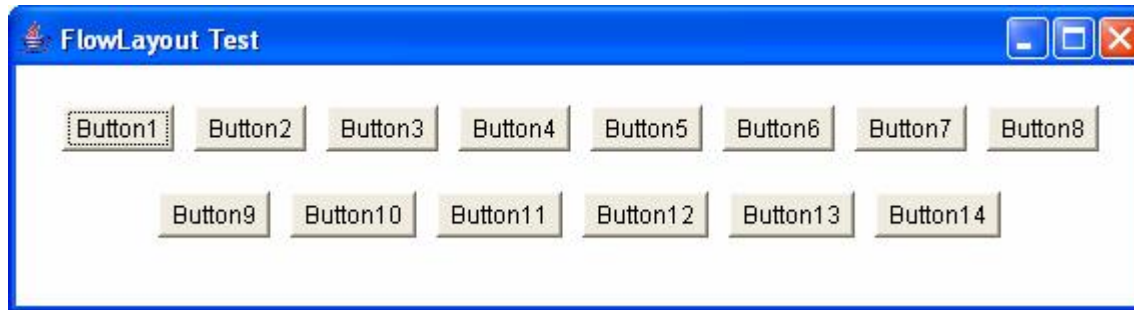 FlowLayout Test
Button1 Button2 Button3 Button4 Button5 Button6 Button7 Button8
Button9 Button10 Button11 Button12 Button13 Button14